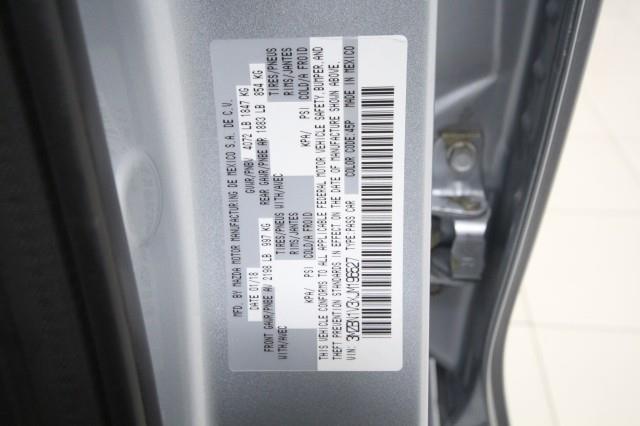 MFD. BY MAZDA MOTOR MANUFACTURING DE MEXICO S.A. DE C.V.
DATE 01/18 GVWR/PNBV 4072 LB 1847 KG
FRONT GAWR/PNBE AV 2198 LB 997 KG REAR GAWR/PNBE AR 1883 LB 854 KG
WITH/AVEC TIRES/PNEUS WITH/AVEC TIRES/PNEUS
RIMS/JANTES RIMS/JANTES
KPA/ PSI COLD/A FROID KPA/ PSI COLD/A FROID
THIS VEHICLE CONFORMS TO ALL APPLICABLE FEDERAL MOTOR VEHICLE SAFETY, BUMPER, AND
THEFT PREVENTION STANDARDS IN EFFECT ON THE DATE OF MANUFACTURE SHOWN ABOVE.
VIN: TYPE:PASS CAR COLOR CODE:45P MADE IN MEXICO